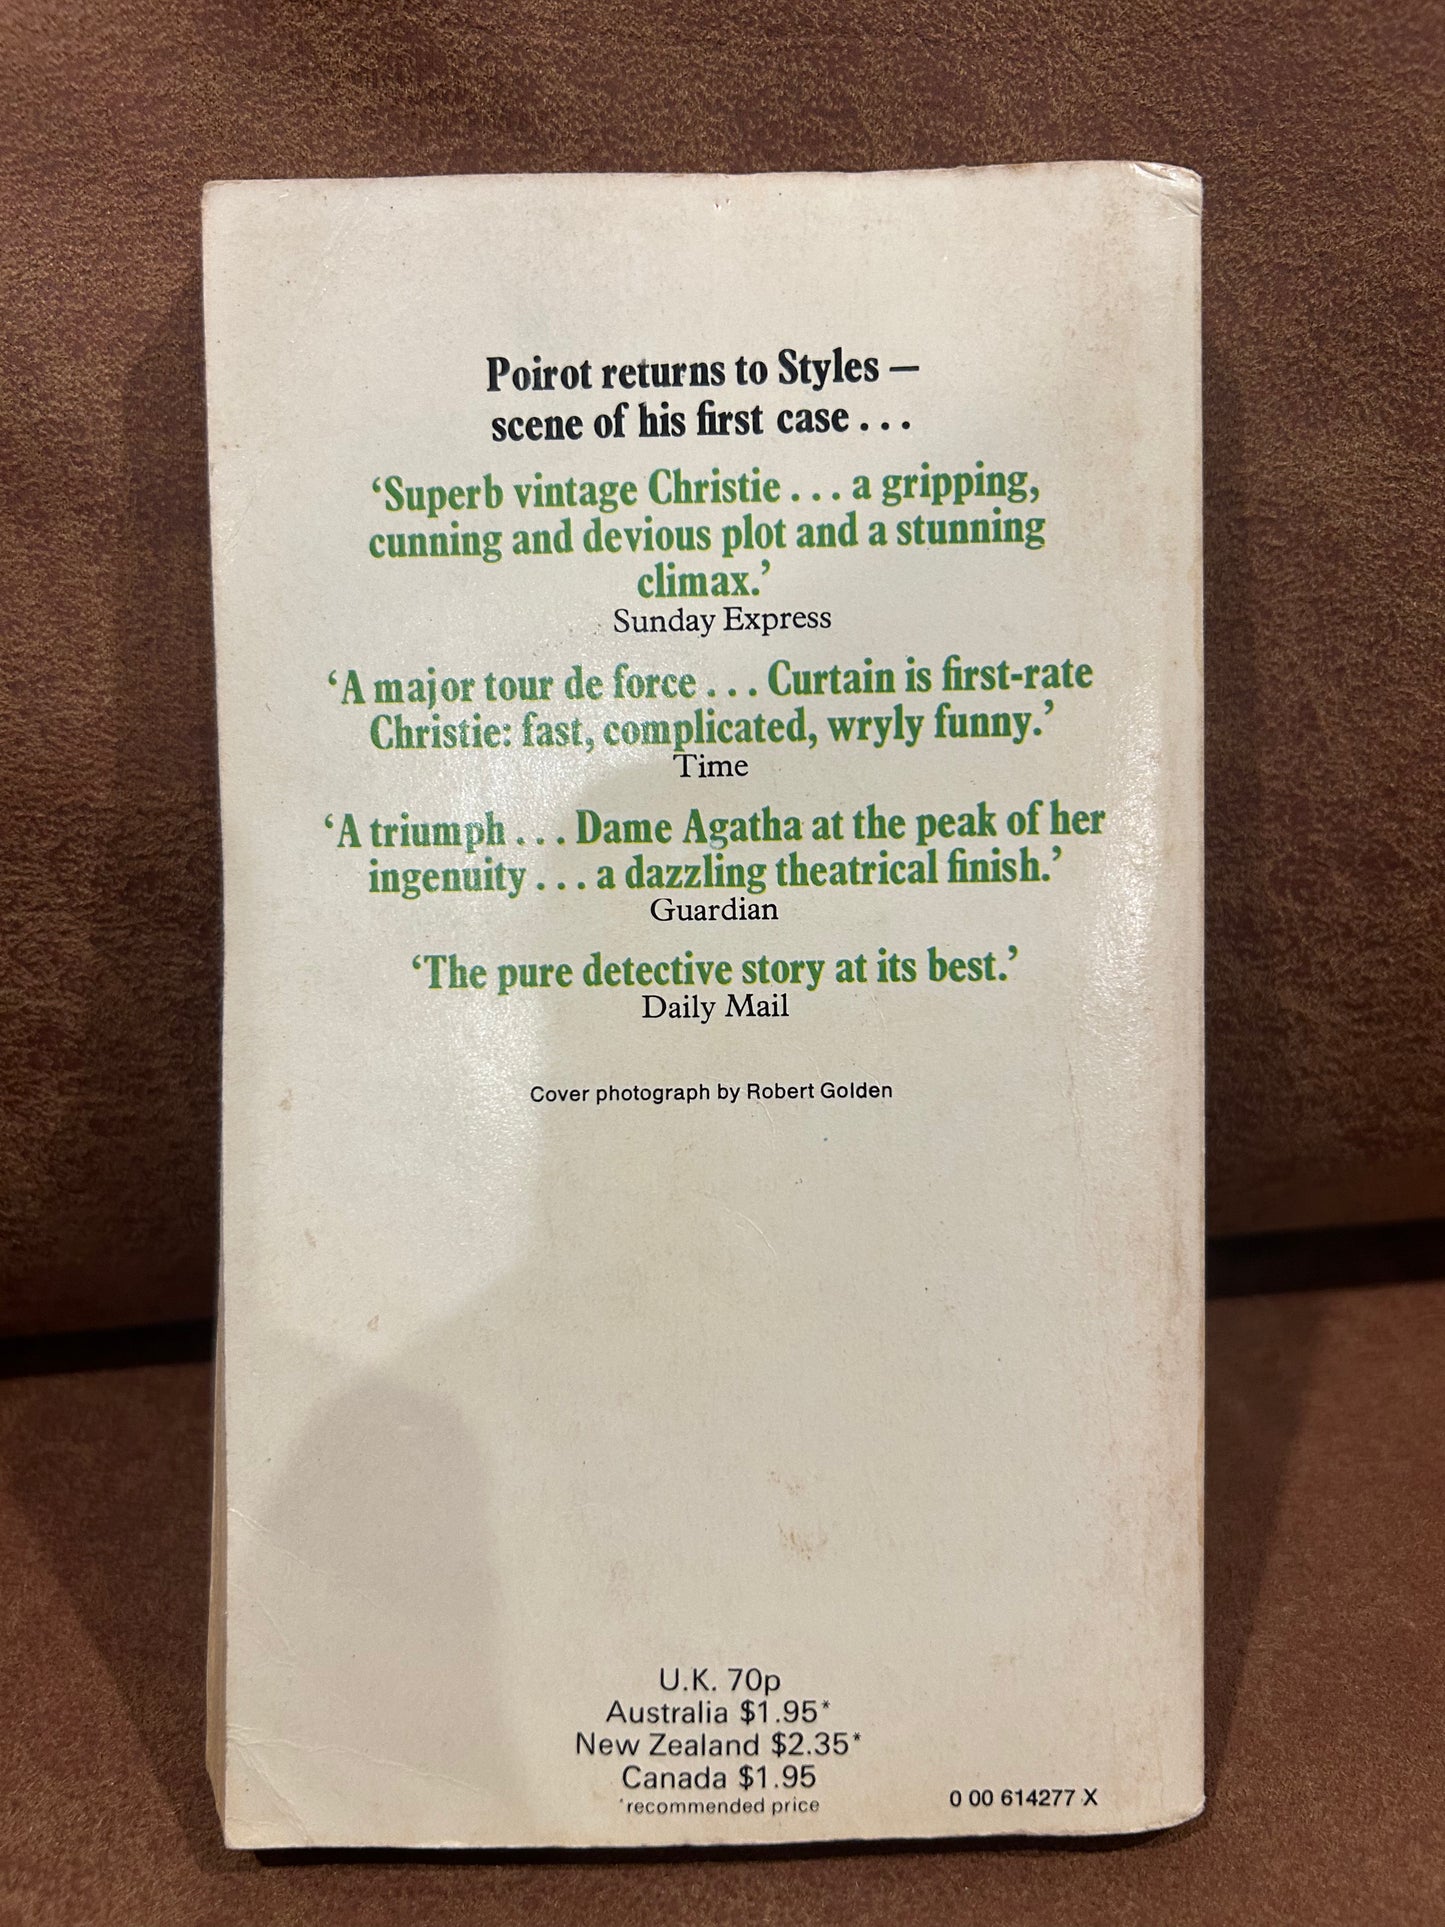 Poirot returns to Styles –
scene of his first case . . .
‘Superb vintage Christie . . . a gripping,
cunning and devious plot and a stunning
climax.’
Sunday Express
‘A major tour de force . . . Curtain is first-rate
Christie: fast, complicated, wryly funny.’
Time
‘A triumph . . . Dame Agatha at the peak of her
ingenuity . . . a dazzling theatrical finish.’
Guardian
‘The pure detective story at its best.’
Daily Mail
Cover photograph by Robert Golden
U.K. 70p
Australia $1.95*
New Zealand $2.35*
Canada $1.95
*recommended price
0 00 614277 X